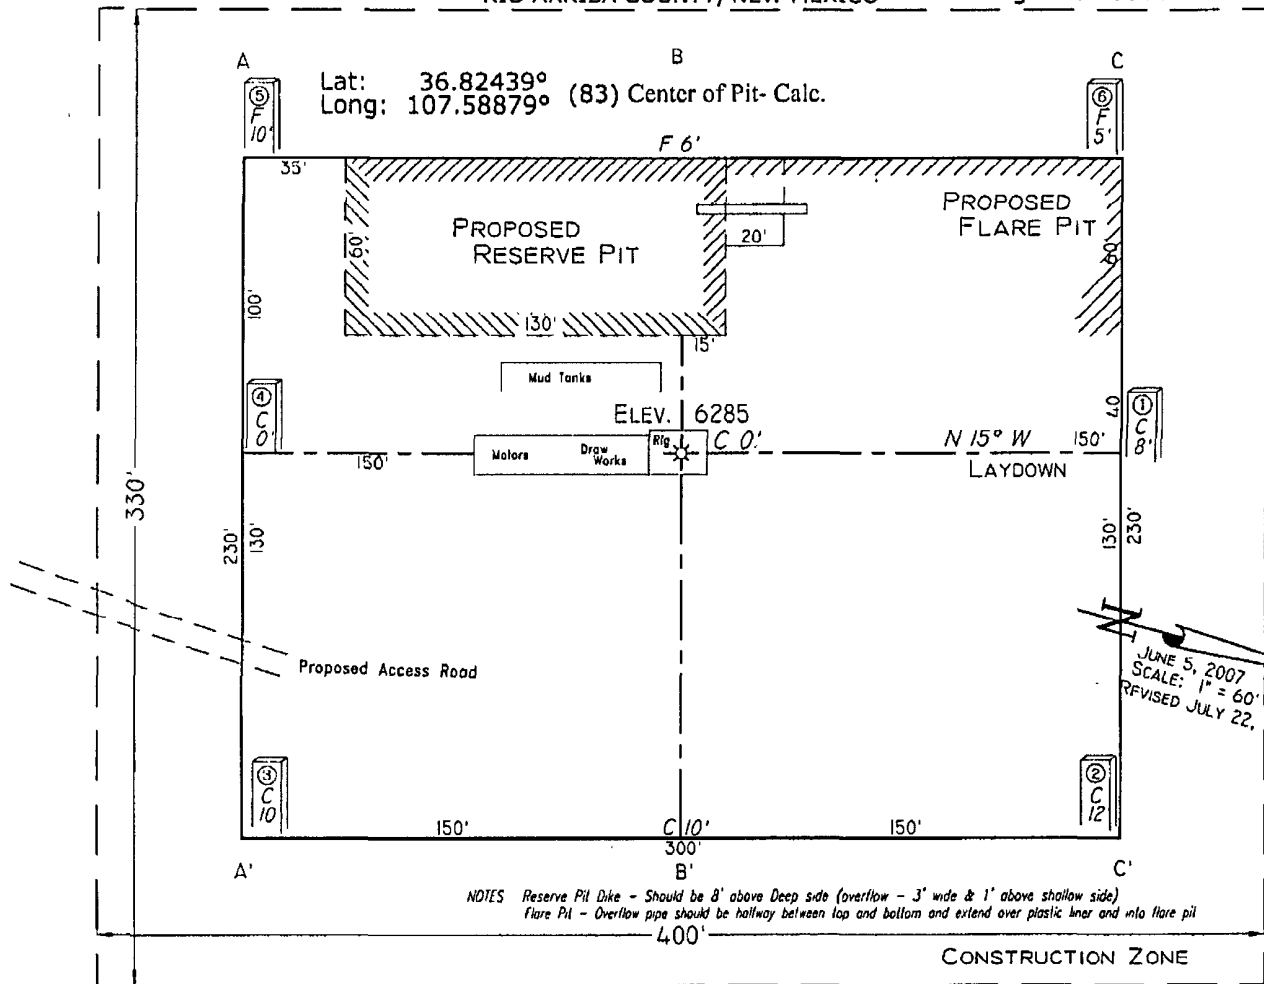 A
B
C
Lat: 36.82439°
Long: 107.58879°
(83) Center of Pit- Calc.
⑤
F
10'
⑥
F
5'
F 6'
35'
PROPOSED
RESERVE PIT
PROPOSED
FLARE PIT
60'
20'
60'
100'
130'
15'
Mud Tanks
④
C
0'
ELEV. 6285
Rig
C 0'
40
①
C
8'
N 15° W
150'
150'
Motors
Draw
Works
LAYDOWN
330'
230'
130'
130'
230'
Proposed Access Road
N
JUNE 5, 2007
SCALE: 1" = 60'
REVISED JULY 22,
③
C
10
②
C
12'
150'
C 10'
150'
300'
A'
B'
C'
NOTES Reserve Pit Dike - Should be 8' above Deep side (overflow - 3' wide & 1' above shallow side)
Flare Pit - Overflow pipe should be halfway between top and bottom and extend over plastic liner and into flare pit
400'
CONSTRUCTION ZONE